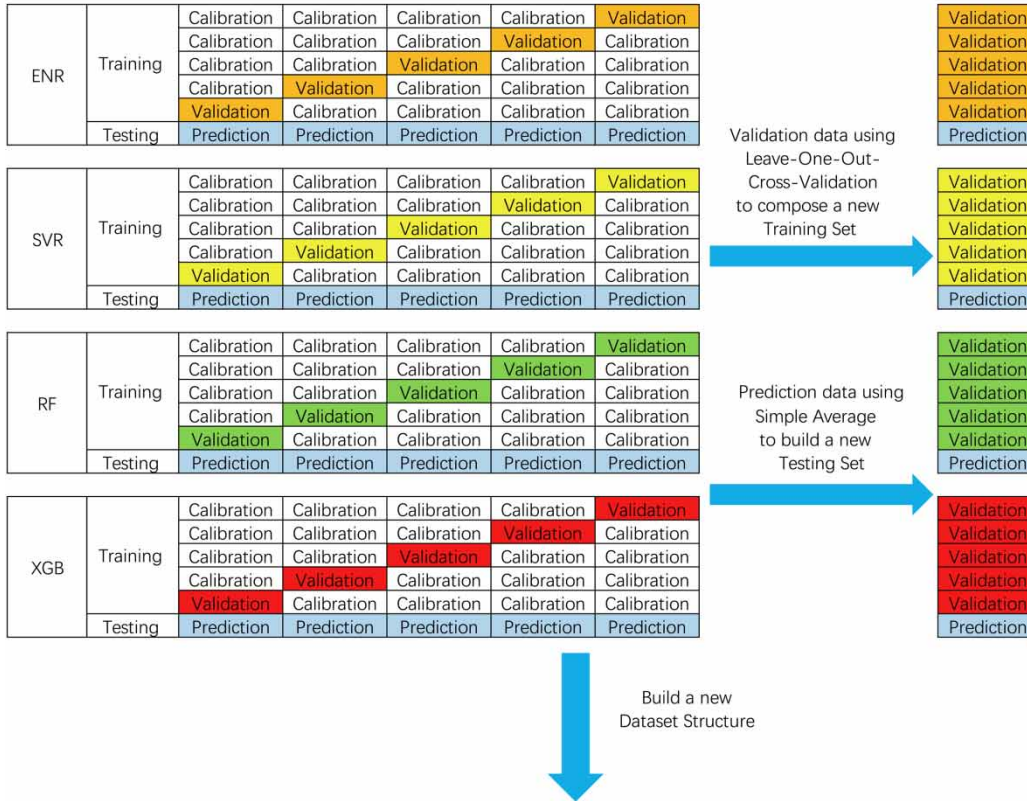 Calibration Calibration Calibration Calibration Validation Validation
Calibration Calibration Calibration Validation Calibration Validation
ENR Training Calibration Calibration Validation Calibration Calibration Validation
Calibration Validation Calibration Calibration Calibration Validation
Validation Calibration Calibration Calibration Calibration Validation
Testing Prediction Prediction Prediction Prediction Prediction Prediction
Validation data using
Leave-One-Out-
Cross-Validation
to compose a new
Training Set
Calibration Calibration Calibration Calibration Validation Validation
Calibration Calibration Calibration Validation Calibration Validation
SVR Training Calibration Calibration Validation Calibration Calibration Validation
Calibration Validation Calibration Calibration Calibration Validation
Validation Calibration Calibration Calibration Calibration Validation
Testing Prediction Prediction Prediction Prediction Prediction Prediction
Calibration Calibration Calibration Calibration Validation Validation
Calibration Calibration Calibration Validation Calibration Validation
RF Training Calibration Calibration Validation Calibration Calibration Validation
Calibration Validation Calibration Calibration Calibration Validation
Validation Calibration Calibration Calibration Calibration Validation
Testing Prediction Prediction Prediction Prediction Prediction Prediction
Prediction data using
Simple Average
to build a new
Testing Set
Calibration Calibration Calibration Calibration Validation Validation
Calibration Calibration Calibration Validation Calibration Validation
XGB Training Calibration Calibration Validation Calibration Calibration Validation
Calibration Validation Calibration Calibration Calibration Validation
Validation Calibration Calibration Calibration Calibration Validation
Testing Prediction Prediction Prediction Prediction Prediction Prediction
Build a new
Dataset Structure